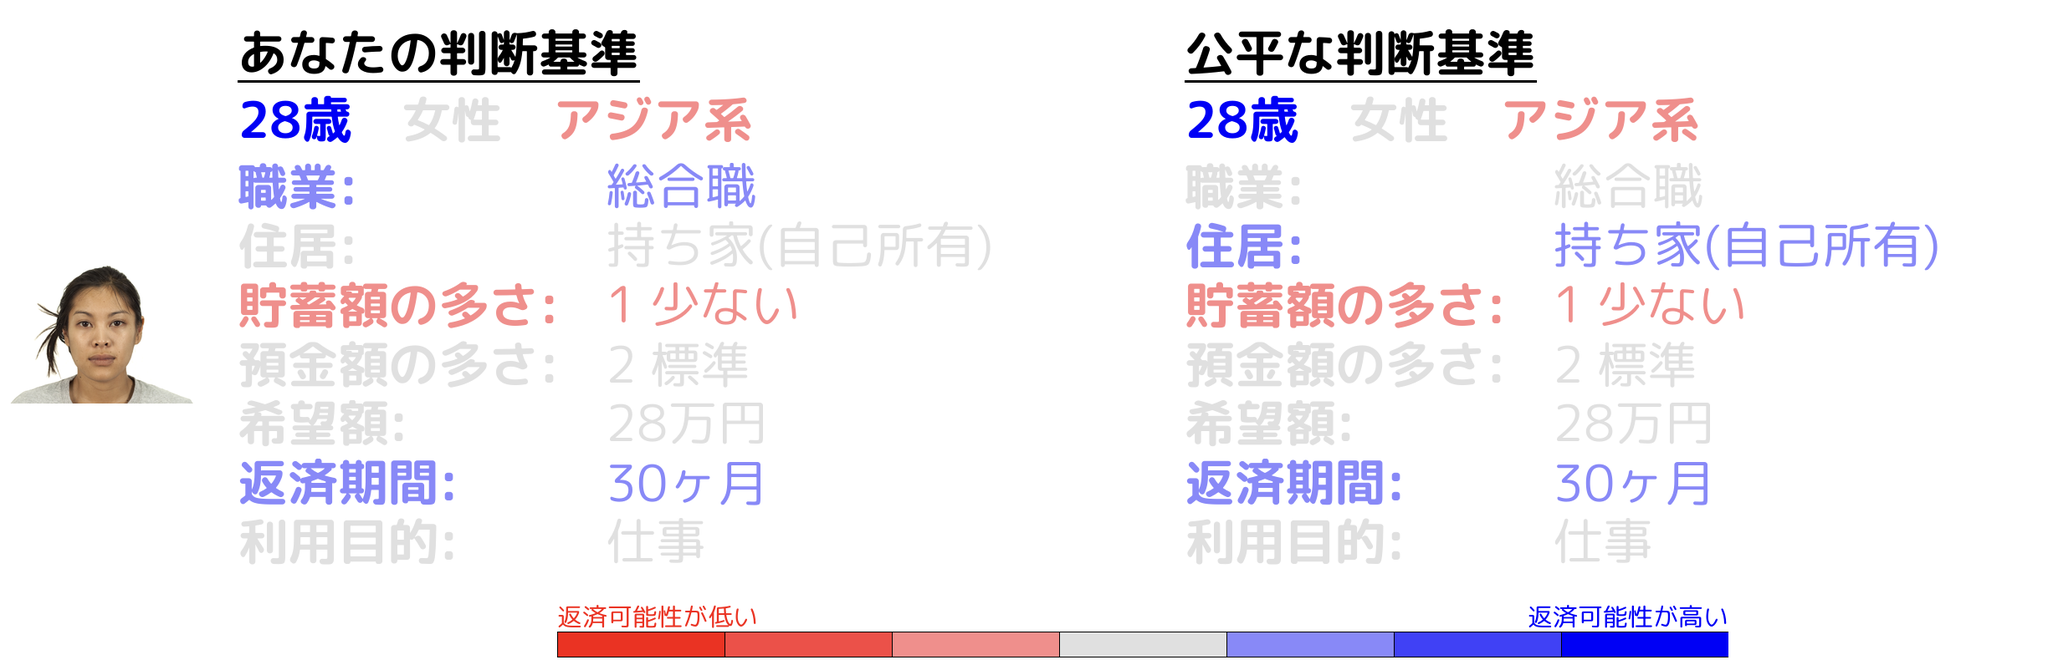 あなたの判断基準
28歳 女性 アジア系
職業: 総合職
住居: 持ち家(自己所有)
貯蓄額の多さ: 1 少ない
預金額の多さ: 2 標準
希望額: 28万円
返済期間: 30ヶ月
利用目的: 仕事
公平な判断基準
28歳 女性 アジア系
職業: 総合職
住居: 持ち家(自己所有)
貯蓄額の多さ: 1 少ない
預金額の多さ: 2 標準
希望額: 28万円
返済期間: 30ヶ月
利用目的: 仕事
返済可能性が低い
返済可能性が高い